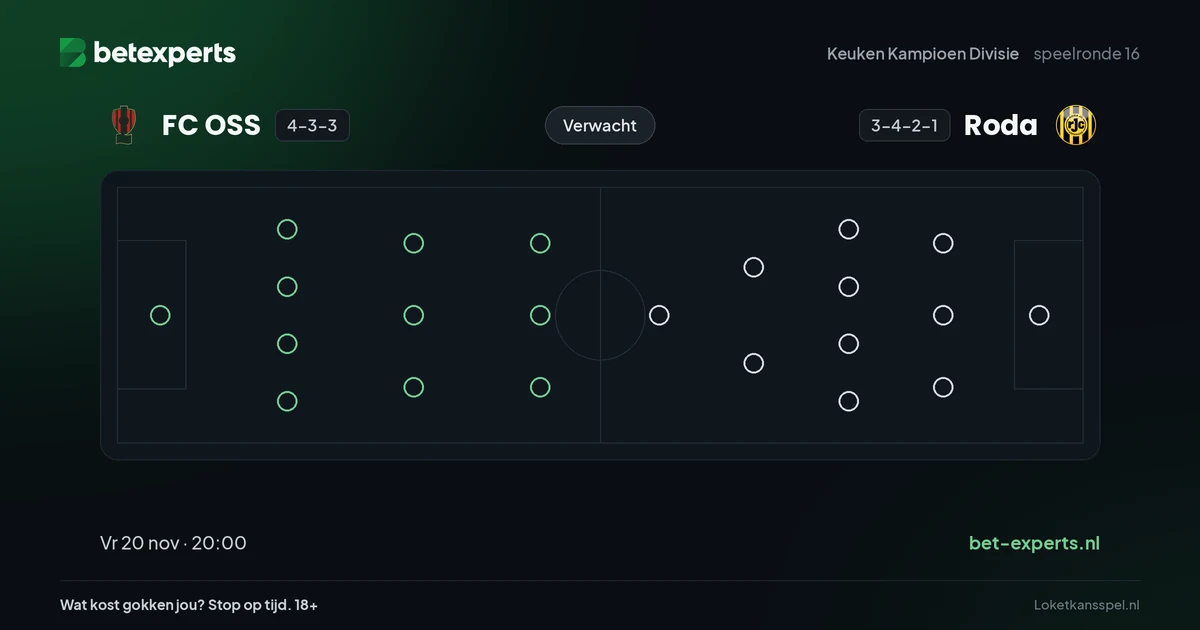 betexperts
Keuken Kampioen Divisie speelronde 16
FC OSS 4-3-3
Verwacht
3-4-2-1 Roda
Vr 20 nov · 20:00
bet-experts.nl
Wat kost gokken jou? Stop op tijd. 18+
Loketkansspel.nl